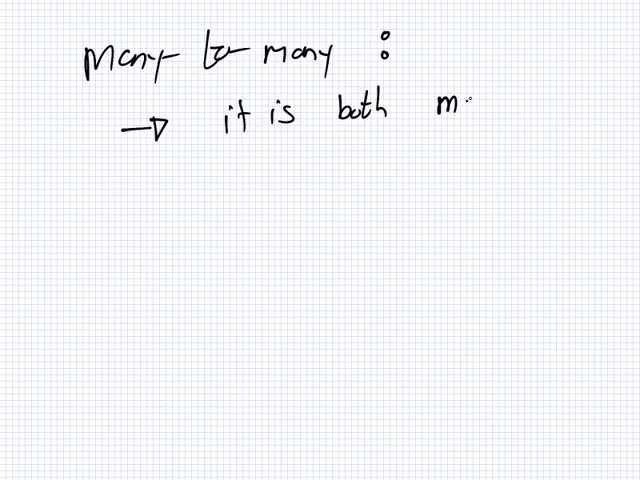 many to many :
→ it is both m